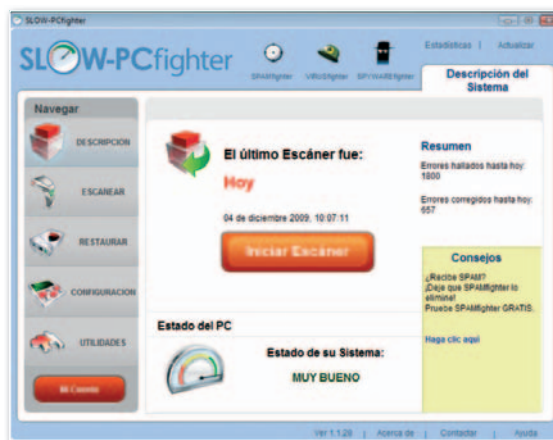 SLOW-PCfighter
SLOW-PCfighter
SPAMfighter VIRUSfighter SPYWAREfighter
Estadísticas | Actualizar
Descripción del
Sistema
Navegar
DESCRIPCION
ESCANEAR
RESTAURAR
CONFIGURACION
UTILIDADES
Mi Cuenta
El último Escáner fue:
Hoy
04 de diciembre 2009, 10:07:11
Iniciar Escáner
Estado del PC
Estado de su Sistema:
MUY BUENO
Resumen
Errores hallados hasta hoy:
1800
Errores corregidos hasta hoy:
657
Consejos
¿Recibe SPAM?
¡Deje que SPAMfighter lo
elimine!
Pruebe SPAMfighter GRATIS.
Haga clic aquí
Ver 1.1.28 | Acerca de | Contactar | Ayuda